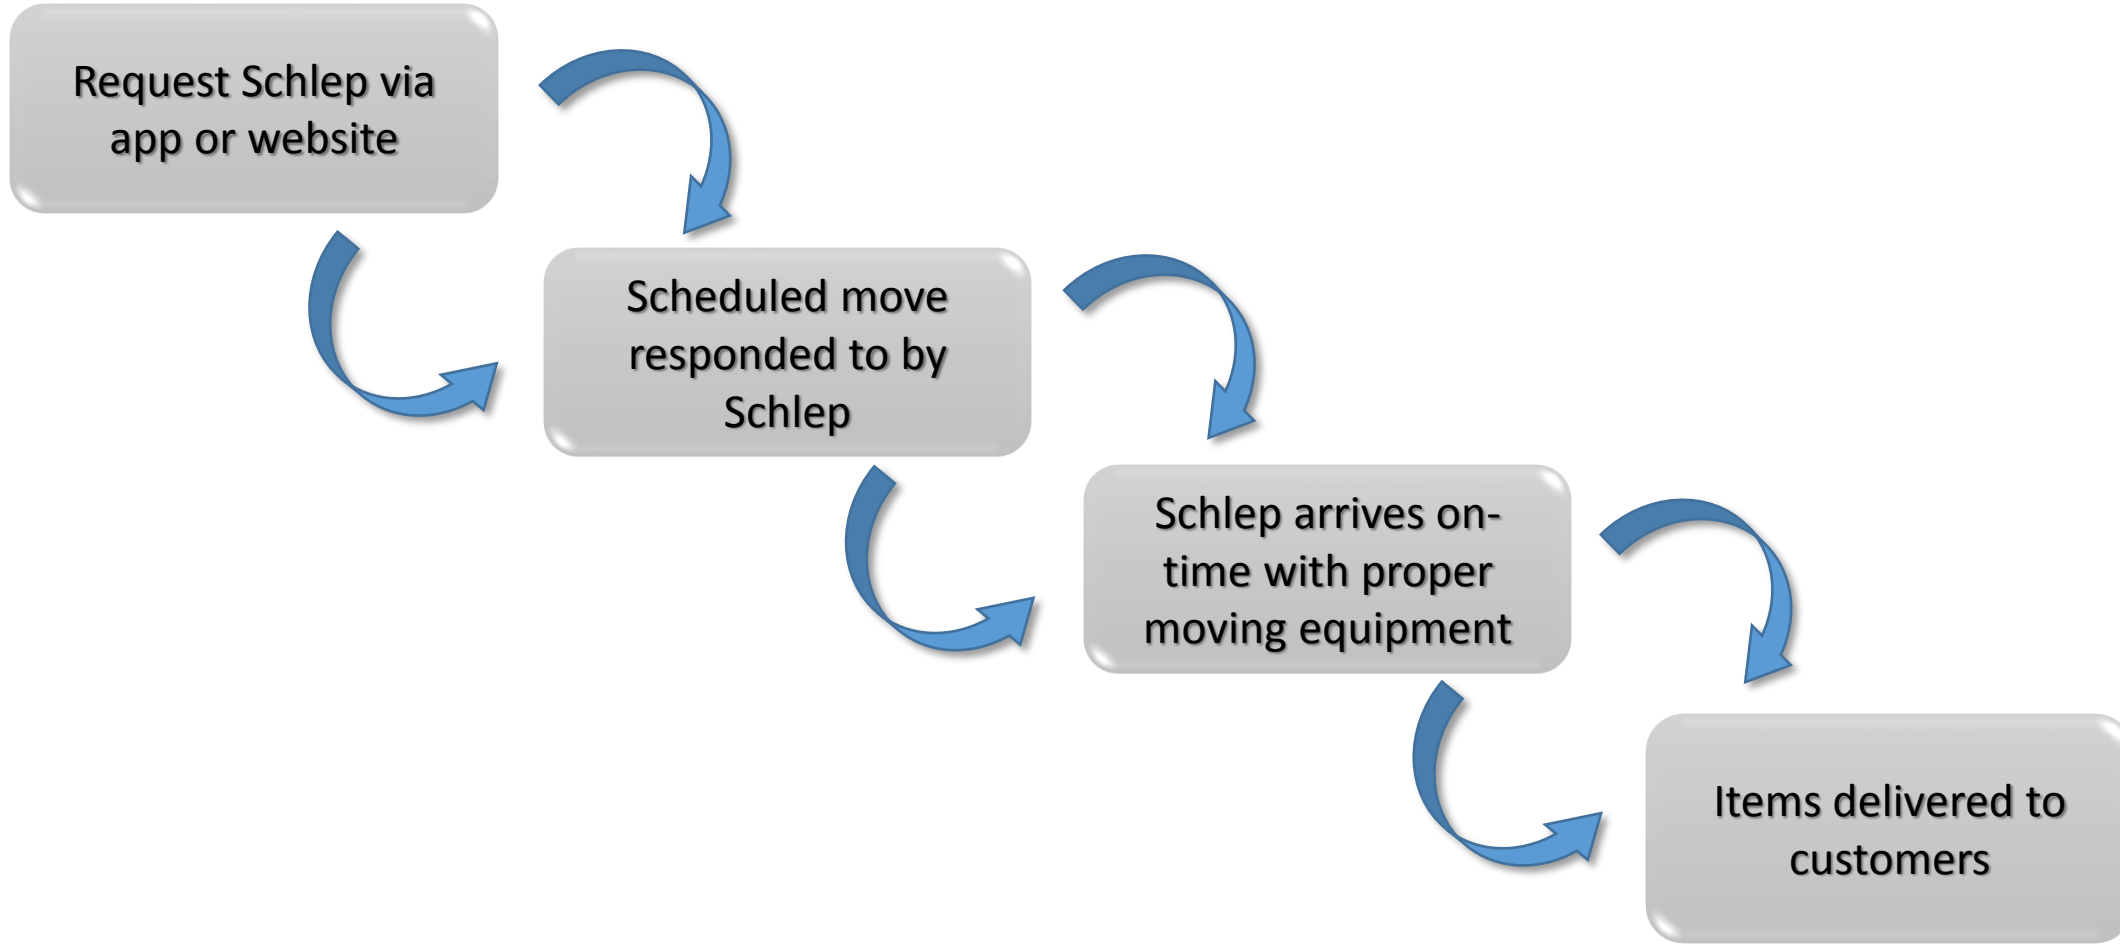 Request Schlep via
app or website
Scheduled move
responded to by
Schlep
Schlep arrives on-
time with proper
moving equipment
Items delivered to
customers